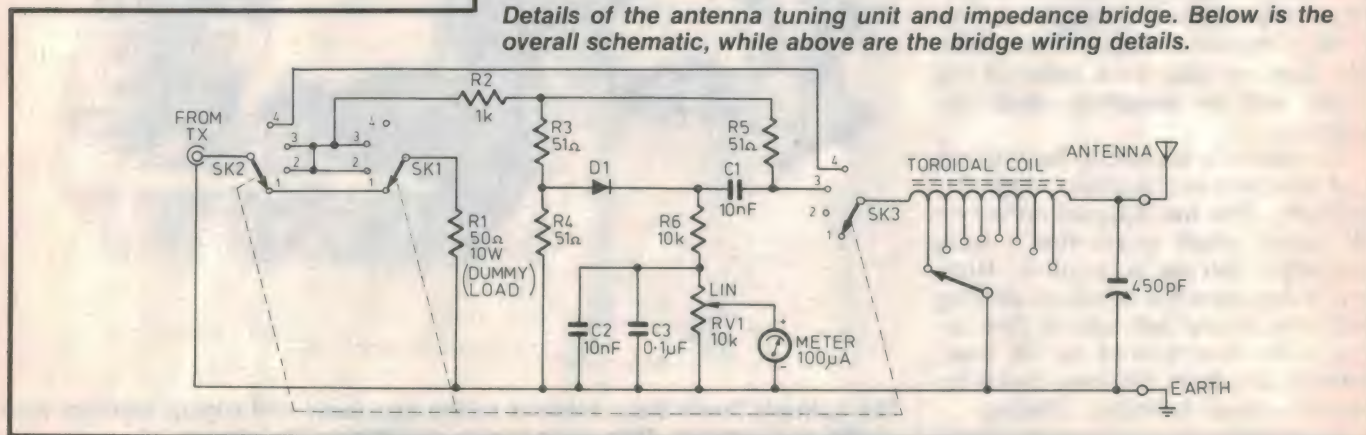 Details of the antenna tuning unit and impedance bridge. Below is the
overall schematic, while above are the bridge wiring details.
FROM
TX
SK2
4
3
2
1
3
2
1
4
SK1
R1
50Ω
10W
(DUMMY
LOAD)
R2
1k
R3
51Ω
R4
51Ω
D1
C1
10nF
R5
51Ω
R6
10k
C2
10nF
C3
0·1µF
LIN
RV1
10k
+
METER
100µA
-
4
3
2
1
SK3
TOROIDAL COIL
ANTENNA
450pF
EARTH